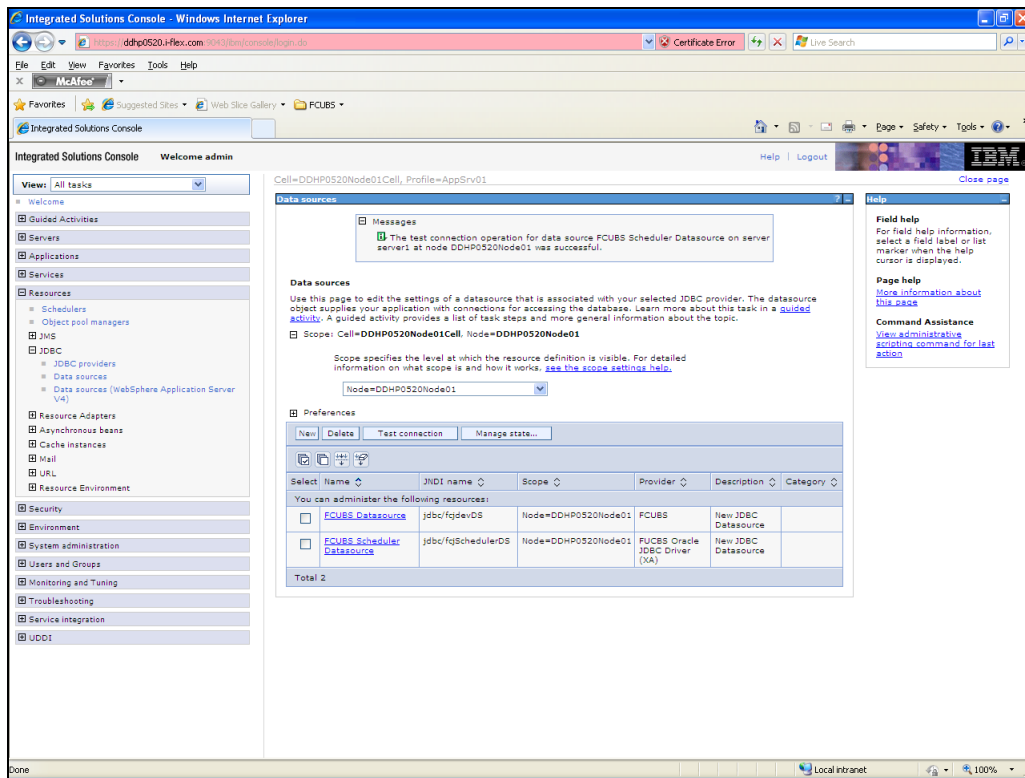 Integrated Solutions Console - Windows Internet Explorer
https://ddhp0520.i-flex.com:9043/ibm/console/login.do
Certificate Error
Live Search
File Edit View Favorites Tools Help
McAfee
Favorites Suggested Sites Web Slice Gallery FCUBS
Integrated Solutions Console
Page Safety Tools
Integrated Solutions Console Welcome admin
Help | Logout
IBM.
View: All tasks
Welcome
Guided Activities
Servers
Applications
Services
Resources
Schedulers
Object pool managers
JMS
JDBC
JDBC providers
Data sources
Data sources (WebSphere Application Server
V4)
Resource Adapters
Asynchronous beans
Cache instances
Mail
URL
Resource Environment
Security
Environment
System administration
Users and Groups
Monitoring and Tuning
Troubleshooting
Service integration
UDDI
Cell=DDHP0520Node01Cell, Profile=AppSrv01
Close page
Data sources
Messages
The test connection operation for data source FCUBS Scheduler Datasource on server
server1 at node DDHP0520Node01 was successful.
Data sources
Use this page to edit the settings of a datasource that is associated with your selected JDBC provider. The datasource
object supplies your application with connections for accessing the database. Learn more about this task in a guided
activity. A guided activity provides a list of task steps and more general information about the topic.
Scope: Cell=DDHP0520Node01Cell, Node=DDHP0520Node01
Scope specifies the level at which the resource definition is visible. For detailed
information on what scope is and how it works, see the scope settings help.
Node=DDHP0520Node01
Preferences
New Delete Test connection Manage state...
Select Name JNDI name Scope Provider Description Category
You can administer the following resources:
FCUBS Datasource jdbc/fcjdevDS Node=DDHP0520Node01 FCUBS New JDBC
Datasource
FCUBS Scheduler jdbc/fcjSchedulerDS Node=DDHP0520Node01 FUCBS Oracle New JDBC
Datasource JDBC Driver Datasource
(XA)
Total 2
Help
Field help
For field help information,
select a field label or list
marker when the help
cursor is displayed.
Page help
More information about
this page
Command Assistance
View administrative
scripting command for last
action
Done
Local intranet
100%